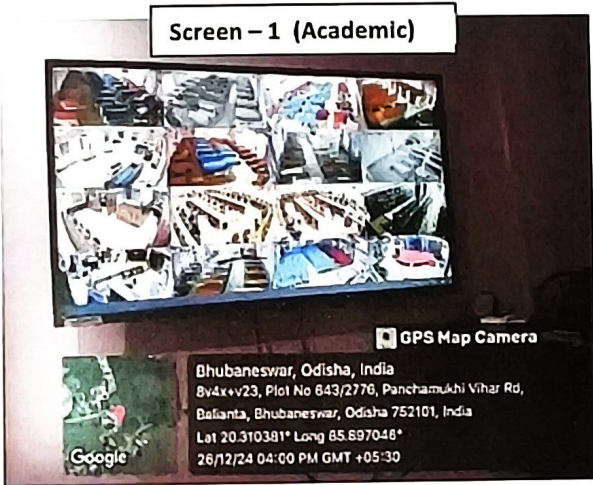 Screen – 1 (Academic)
GPS Map Camera
Bhubaneswar, Odisha, India
8v4x+v23, Plot No 643/2776, Panchamukhi Vihar Rd,
Balianta, Bhubaneswar, Odisha 752101, India
Lat 20.310381° Long 85.897046°
26/12/24 04:00 PM GMT +05:30
Google